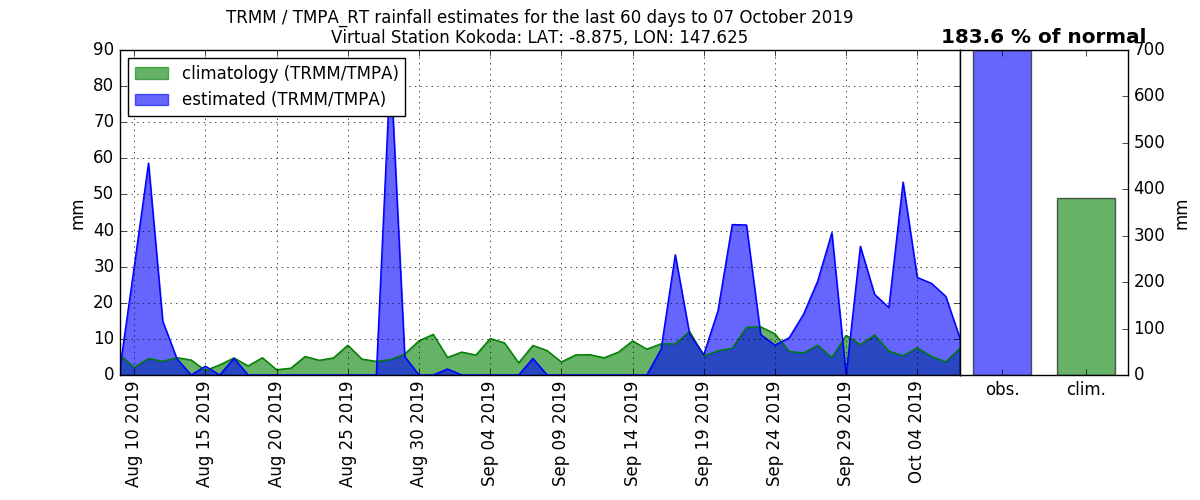 TRMM / TMPA_RT rainfall estimates for the last 60 days to 07 October 2019
Virtual Station Kokoda: LAT: -8.875, LON: 147.625
183.6 % of normal
climatology (TRMM/TMPA)
estimated (TRMM/TMPA)
90
80
70
60
50
40
30
20
10
0
mm
Aug 10 2019
Aug 15 2019
Aug 20 2019
Aug 25 2019
Aug 30 2019
Sep 04 2019
Sep 09 2019
Sep 14 2019
Sep 19 2019
Sep 24 2019
Sep 29 2019
Oct 04 2019
obs.
clim.
700
600
500
400
300
200
100
0
mm